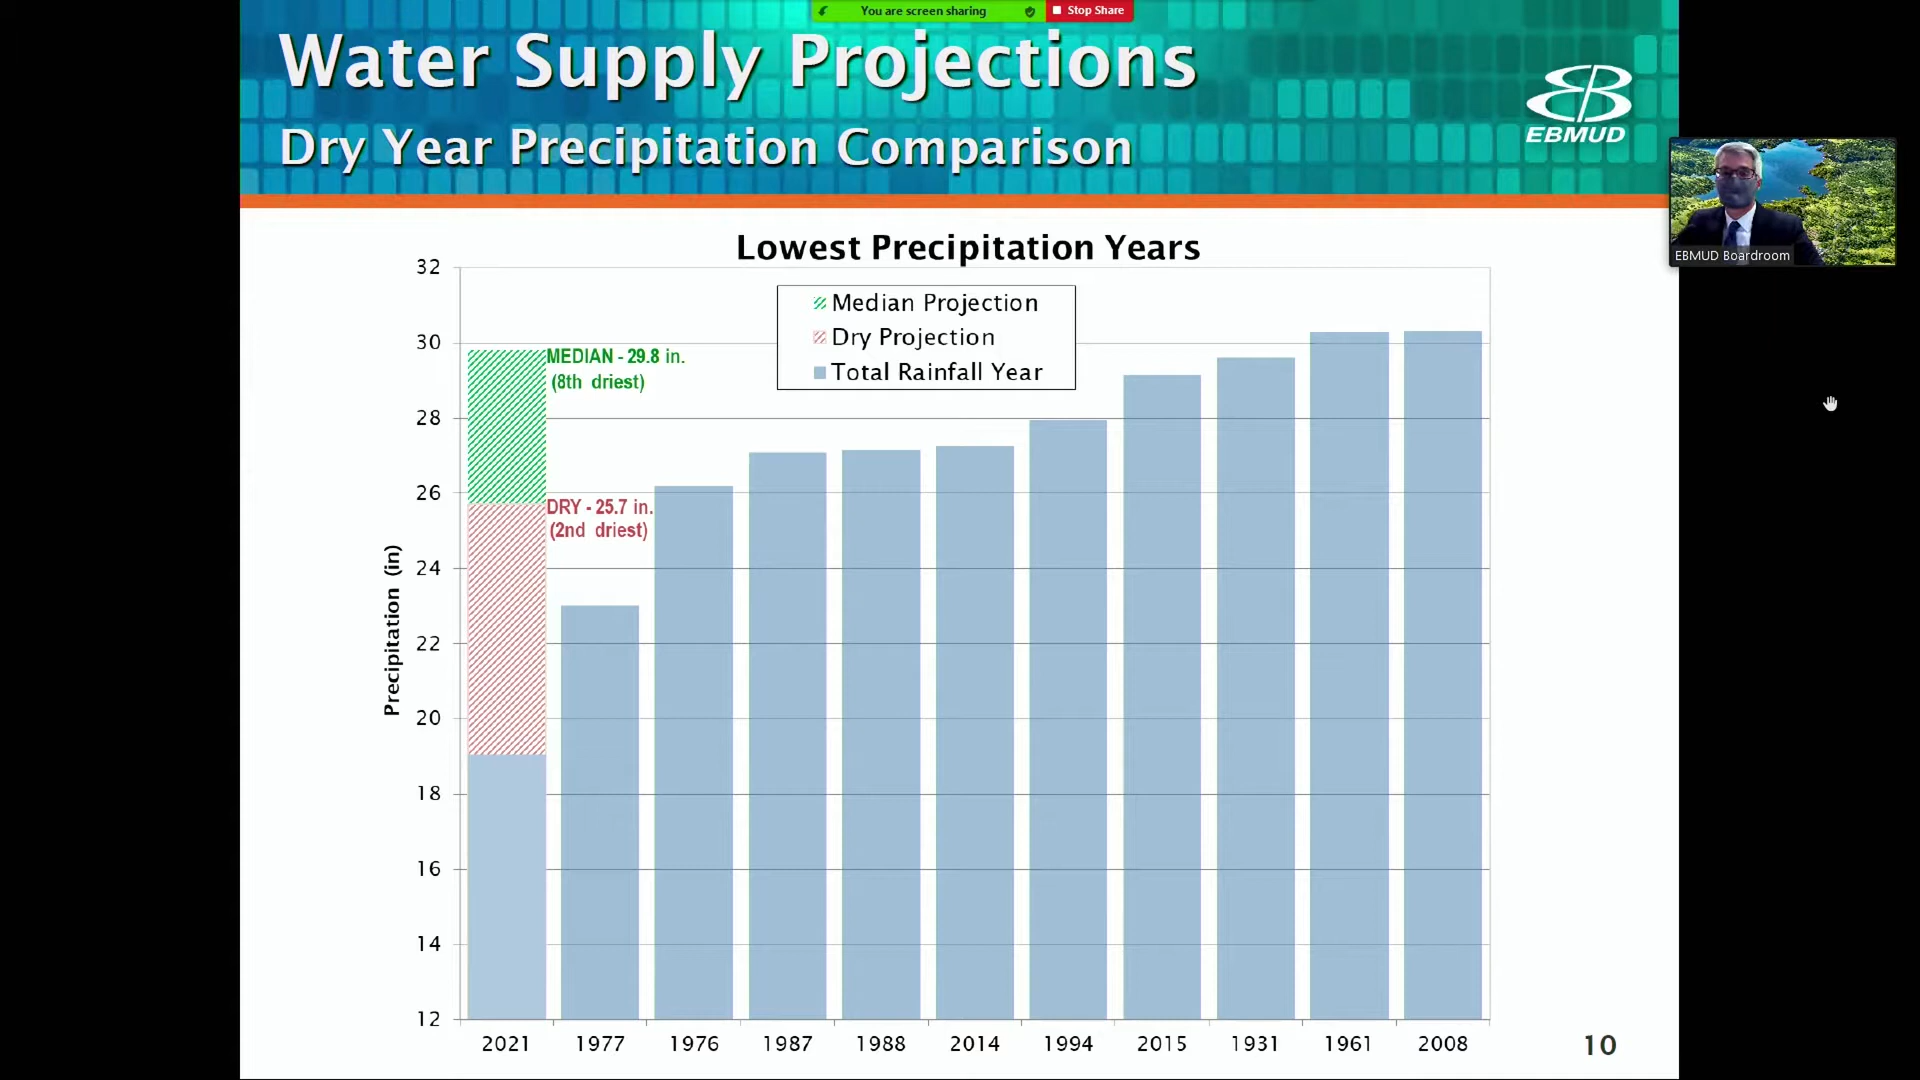 You are screen sharing
Stop Share
Water Supply Projections
Dry Year Precipitation Comparison
EBMUD
EBMUD Boardroom
Lowest Precipitation Years
Median Projection
Dry Projection
Total Rainfall Year
MEDIAN - 29.8 in.
(8th driest)
DRY - 25.7 in.
(2nd driest)
Precipitation (in)
32
30
28
26
24
22
20
18
16
14
12
2021 1977 1976 1987 1988 2014 1994 2015 1931 1961 2008
10